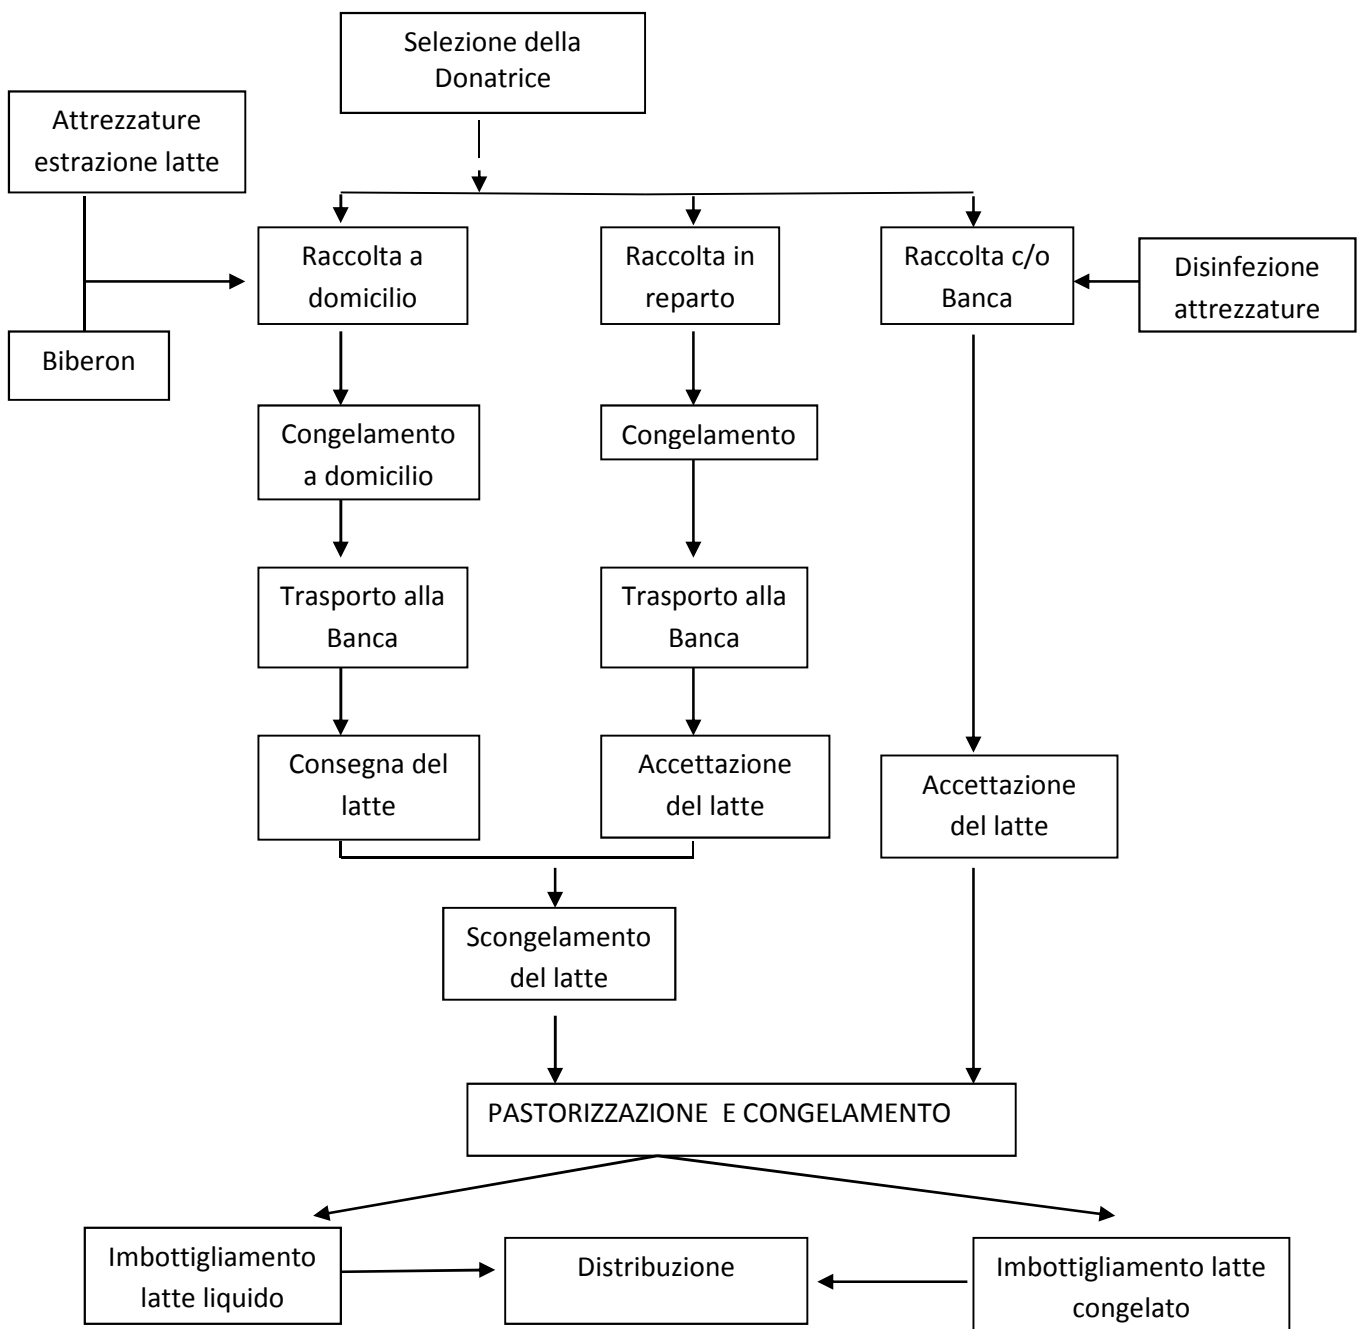 Selezione della
Donatrice
Attrezzature
estrazione latte
Raccolta a
domicilio
Raccolta in
reparto
Raccolta c/o
Banca
Disinfezione
attrezzature
Biberon
Congelamento
a domicilio
Congelamento
Trasporto alla
Banca
Trasporto alla
Banca
Consegna del
latte
Accettazione
del latte
Accettazione
del latte
Scongelamento
del latte
PASTORIZZAZIONE E CONGELAMENTO
Imbottigliamento
latte liquido
Distribuzione
Imbottigliamento latte
congelato